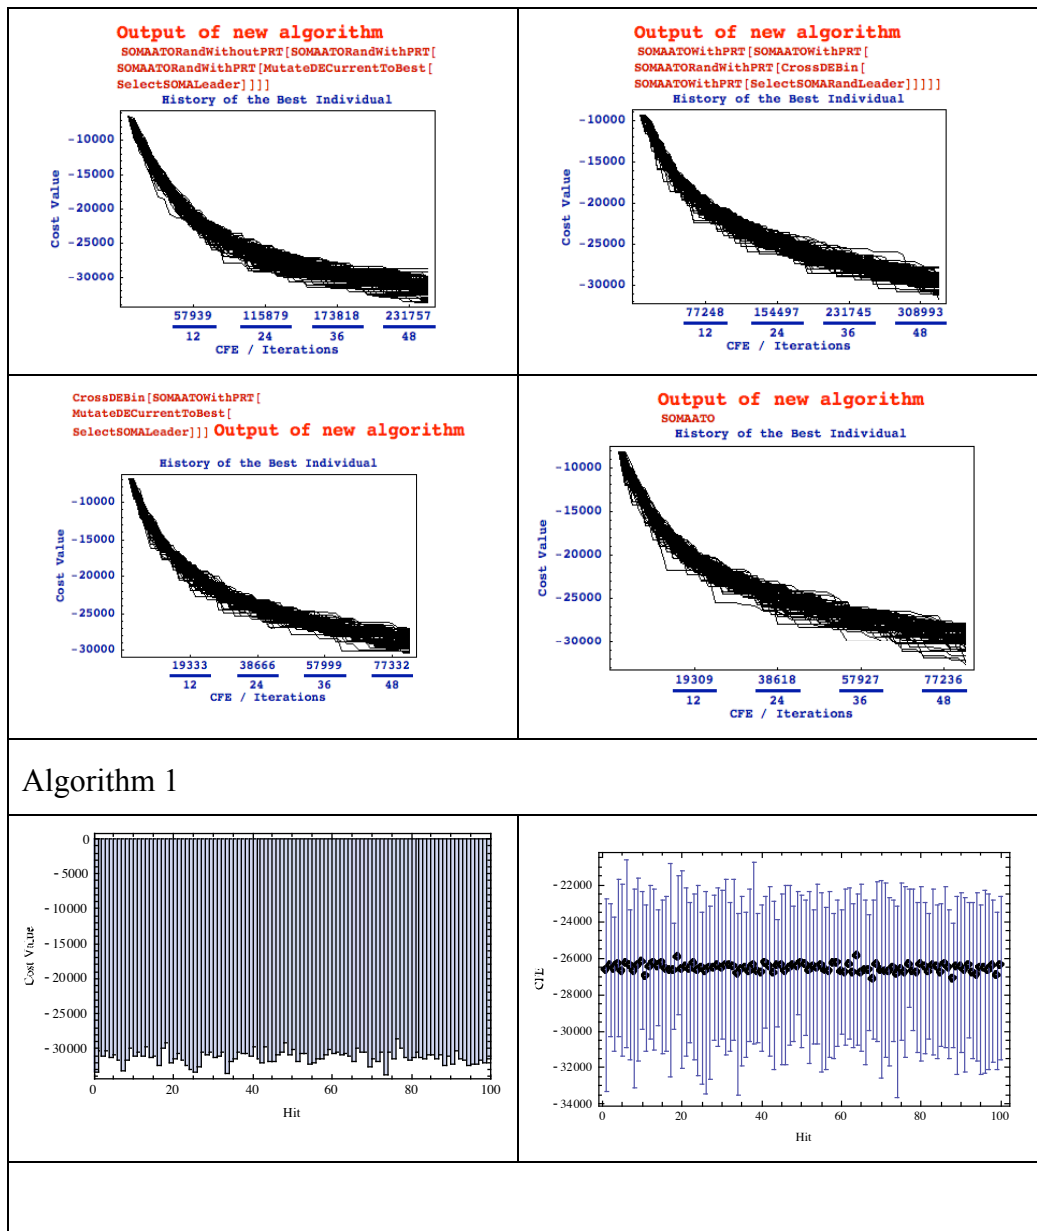 Output of new algorithm
SOMAATORandWithoutPRT[SOMAATORandWithPRT[
SOMAATORandWithPRT[MutateDECurrentToBest[
SelectSOMALeader]]]]
History of the Best Individual
-10000
-15000
-20000
-25000
-30000
Cost Value
57939 115879 173818 231757
12 24 36 48
CFE / Iterations
Output of new algorithm
SOMAATOWithPRT[SOMAATOWithPRT[
SOMAATORandWithPRT[CrossDEBin[
SOMAATOWithPRT[SelectSOMARandLeader]]]]]
History of the Best Individual
-10000
-15000
-20000
-25000
-30000
Cost Value
77248 154497 231745 308993
12 24 36 48
CFE / Iterations
CrossDEBin[SOMAATOWithPRT[
MutateDECurrentToBest[
SelectSOMALeader]]] Output of new algorithm
History of the Best Individual
-10000
-15000
-20000
-25000
-30000
Cost Value
19333 38666 57999 77332
12 24 36 48
CFE / Iterations
Output of new algorithm
SOMAATO
History of the Best Individual
-10000
-15000
-20000
-25000
-30000
Cost Value
19309 38618 57927 77236
12 24 36 48
CFE / Iterations
Algorithm 1
0
-5000
-10000
-15000
-20000
-25000
-30000
Cost Value
0 20 40 60 80 100
Hit
-22000
-24000
-26000
-28000
-30000
-32000
-34000
CFE
0 20 40 60 80 100
Hit